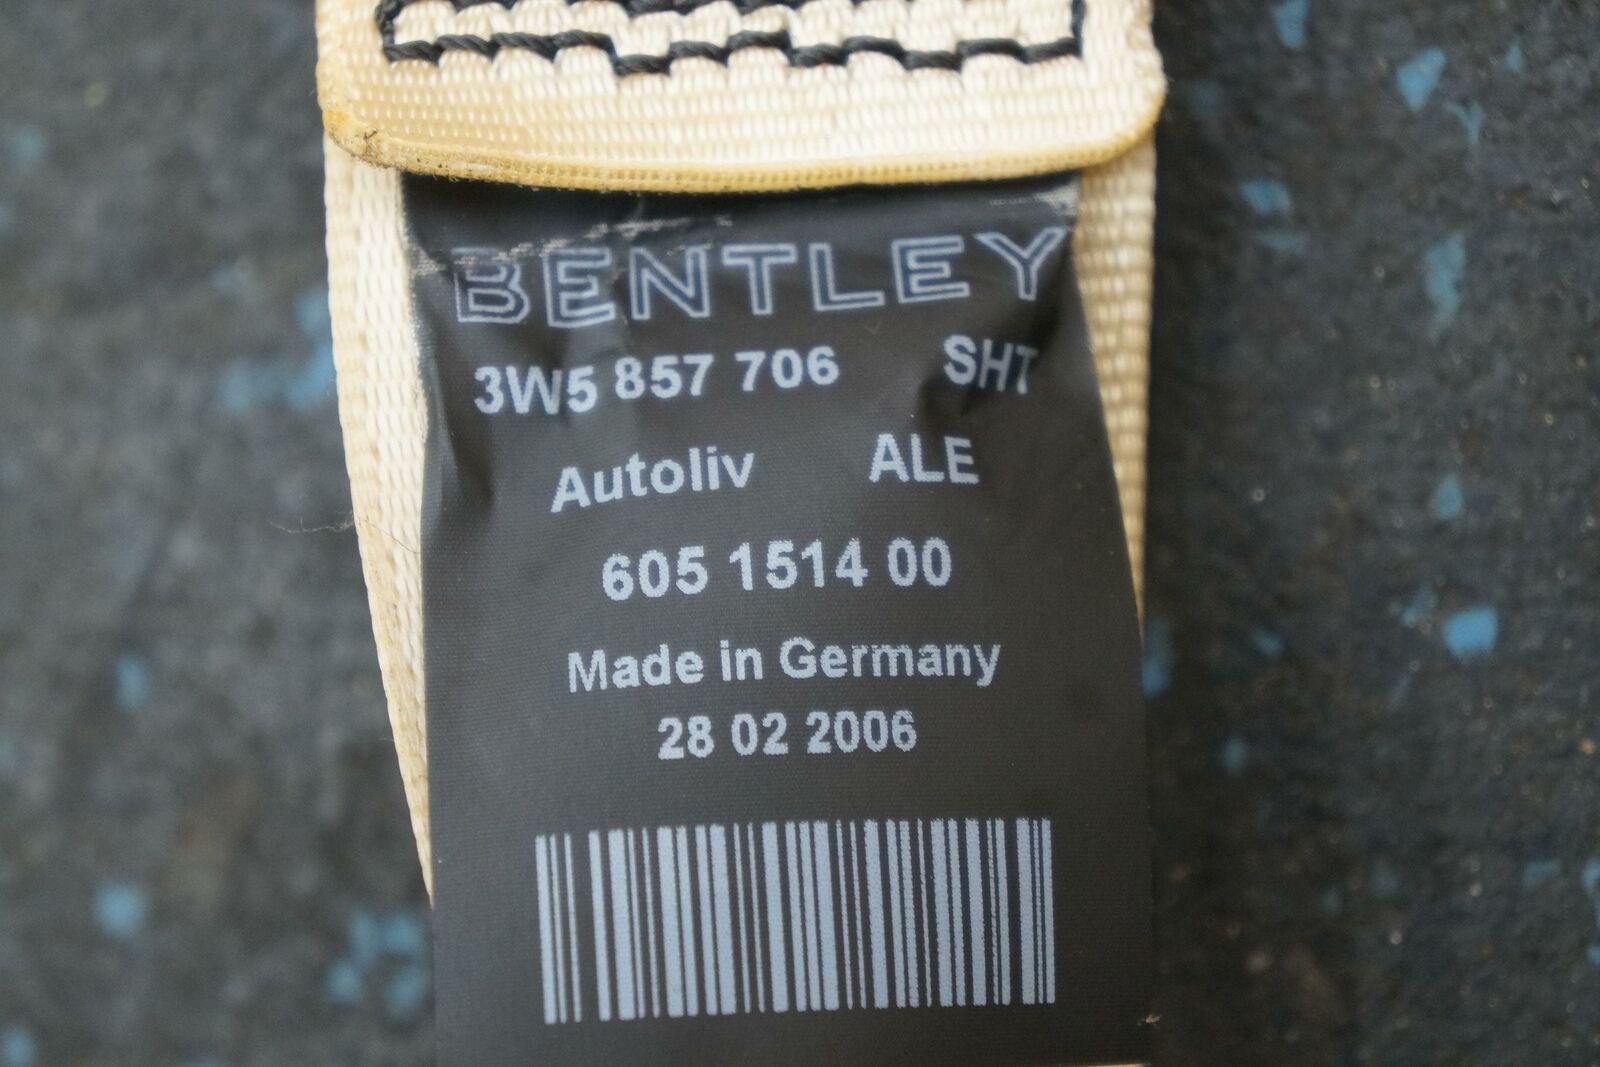 BENTLEY
3W5 857 706 SHT
Autoliv ALE
605 1514 00
Made in Germany
28 02 2006